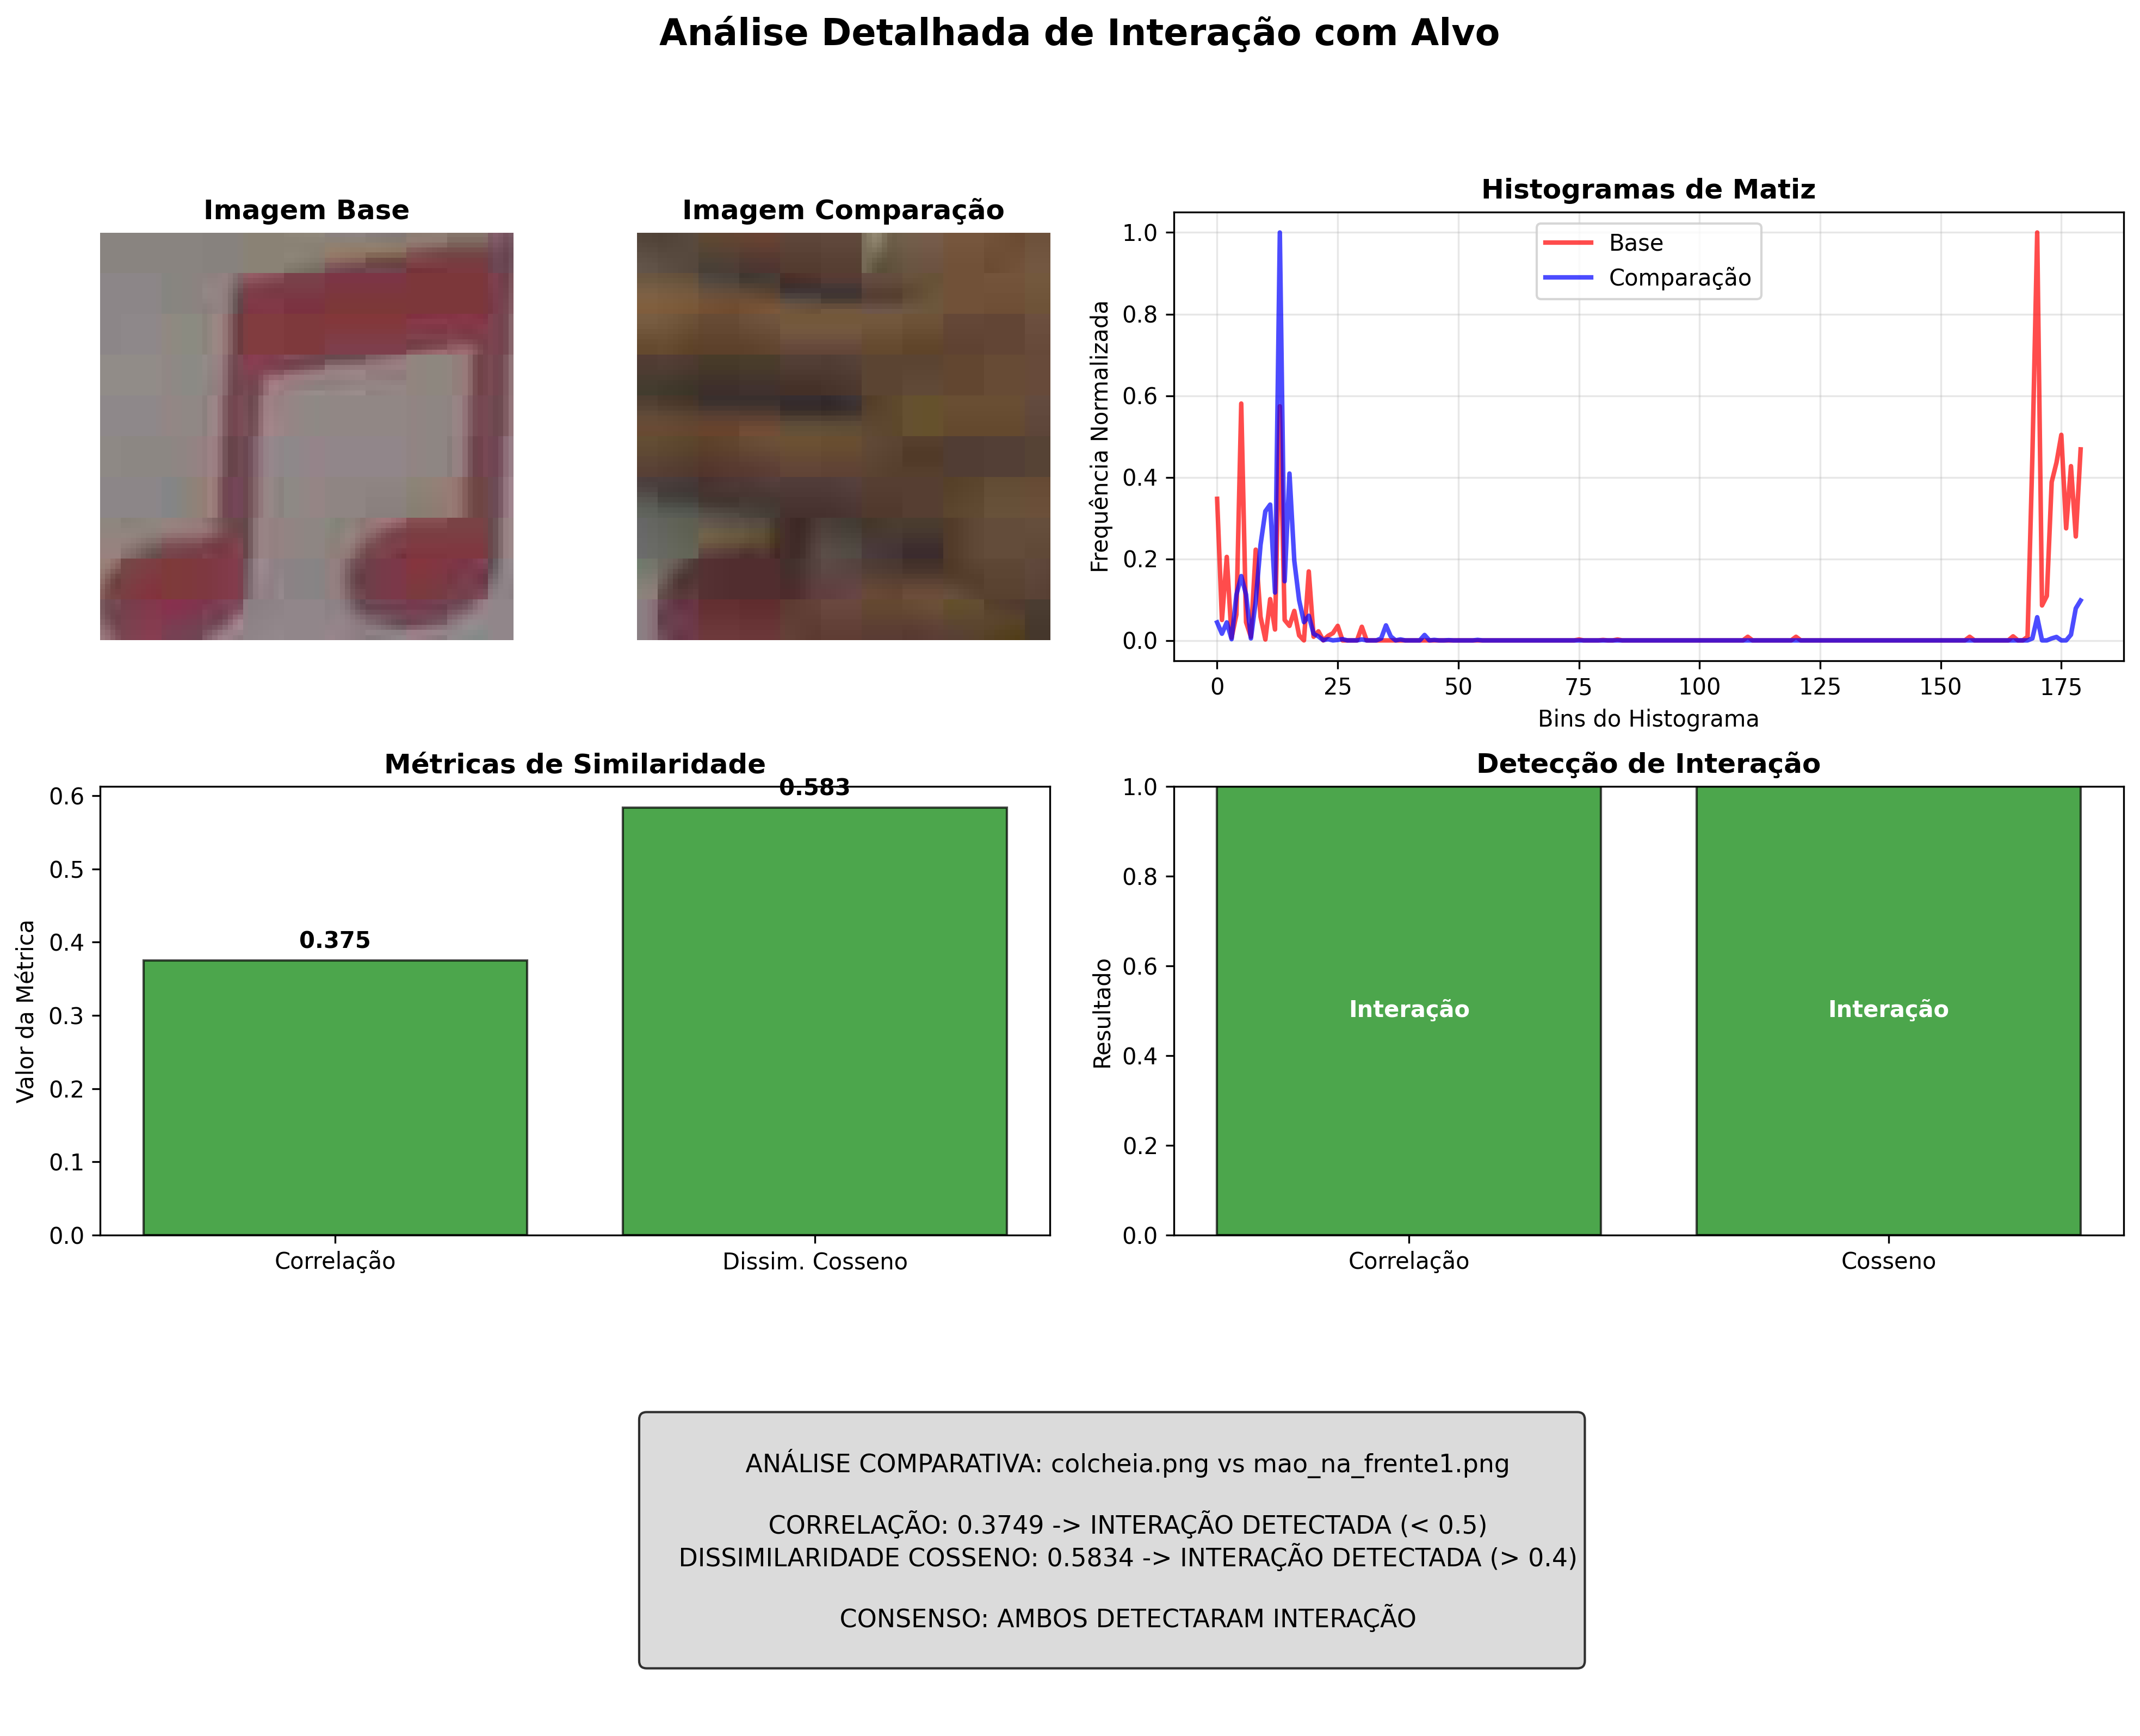 Análise Detalhada de Interação com Alvo
Imagem Base
Imagem Comparação
Histogramas de Matiz
Base
Comparação
Frequência Normalizada
1.0
0.8
0.6
0.4
0.2
0.0
0 25 50 75 100 125 150 175
Bins do Histograma
Métricas de Similaridade
Valor da Métrica
0.6
0.5
0.4
0.3
0.2
0.1
0.0
0.375
0.583
Correlação Dissim. Cosseno
Detecção de Interação
Resultado
1.0
0.8
0.6
0.4
0.2
0.0
Interação
Interação
Correlação Cosseno
ANÁLISE COMPARATIVA: colcheia.png vs mao_na_frente1.png
CORRELAÇÃO: 0.3749 -> INTERAÇÃO DETECTADA (< 0.5)
DISSIMILARIDADE COSSENO: 0.5834 -> INTERAÇÃO DETECTADA (> 0.4)
CONSENSO: AMBOS DETECTARAM INTERAÇÃO